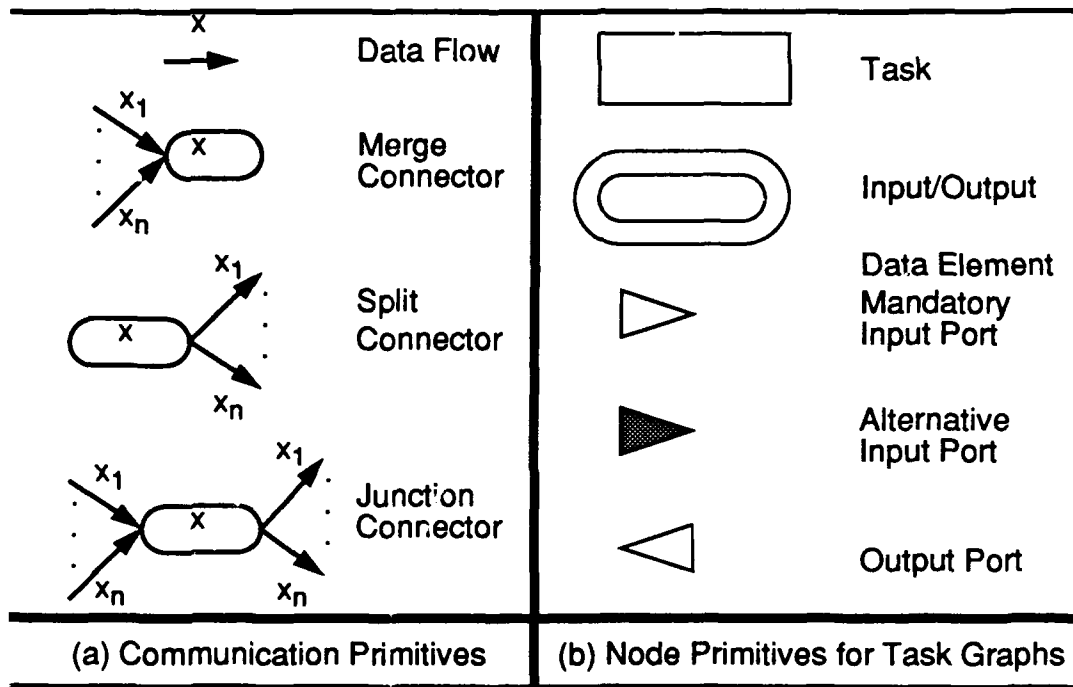 x
Data Flow
x1
x
xn
Merge
Connector
x1
x
xn
Split
Connector
x1
x
xn
x1
xn
Junction
Connector
(a) Communication Primitives
Task
Input/Output
Data Element
Mandatory
Input Port
Alternative
Input Port
Output Port
(b) Node Primitives for Task Graphs